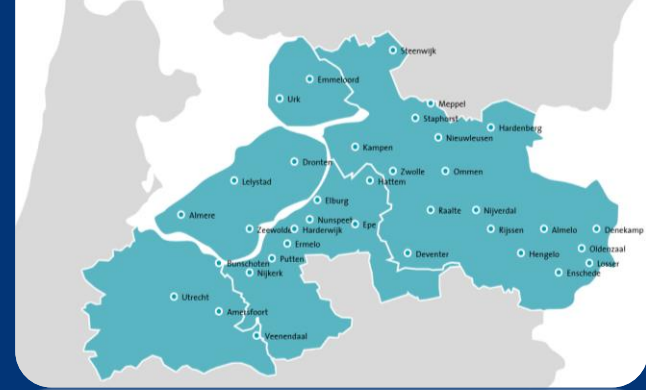 Steenwijk
Emmeloord
Urk
Meppel
Staphorst
Hardenberg
Nieuwleusen
Kampen
Dronten
Zwolle
Ommen
Lelystad
Hattem
Elburg
Almere
Nunspeet
Epe
Raalte
Nijverdal
Zeewolde
Harderwijk
Rijssen
Almelo
Denekamp
Ermelo
Deventer
Hengelo
Oldenzaal
Bunschoten
Putten
Losser
Nijkerk
Enschede
Utrecht
Amersfoort
Veenendaal